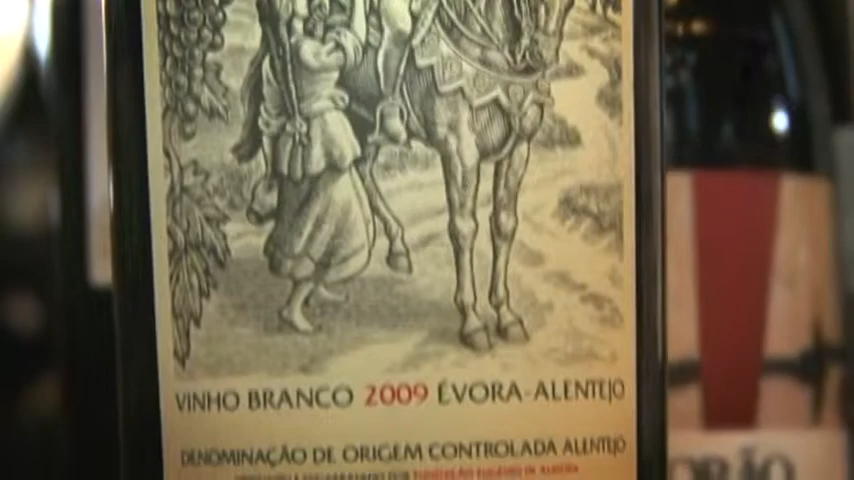 VINHO BRANCO 2009 ÉVORA-ALENTEJO
DENOMINAÇÃO DE ORIGEM CONTROLADA ALENTEJO